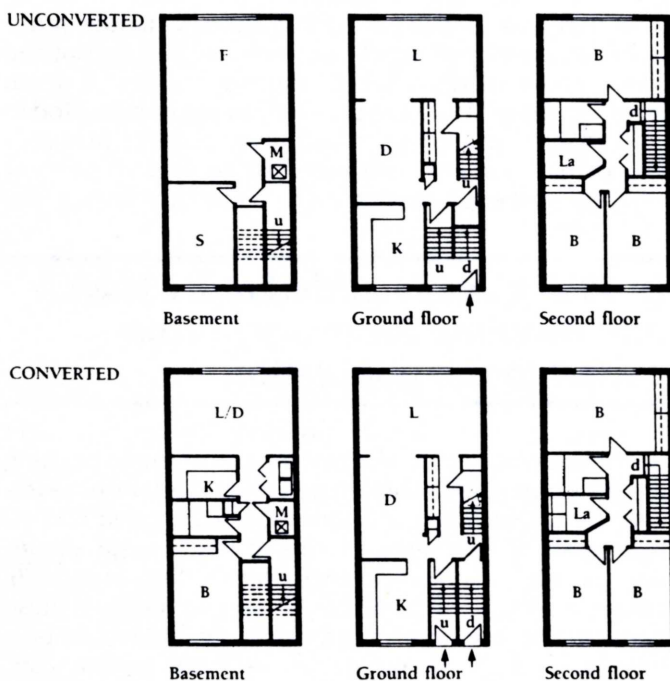 UNCONVERTED
F
M
S
u
Basement
L
D
u
K
u d
Ground floor
B
d
La
B B
Second floor
CONVERTED
L/D
K
M
B
u
Basement
L
D
u
K
u d
Ground floor
B
d
La
B B
Second floor